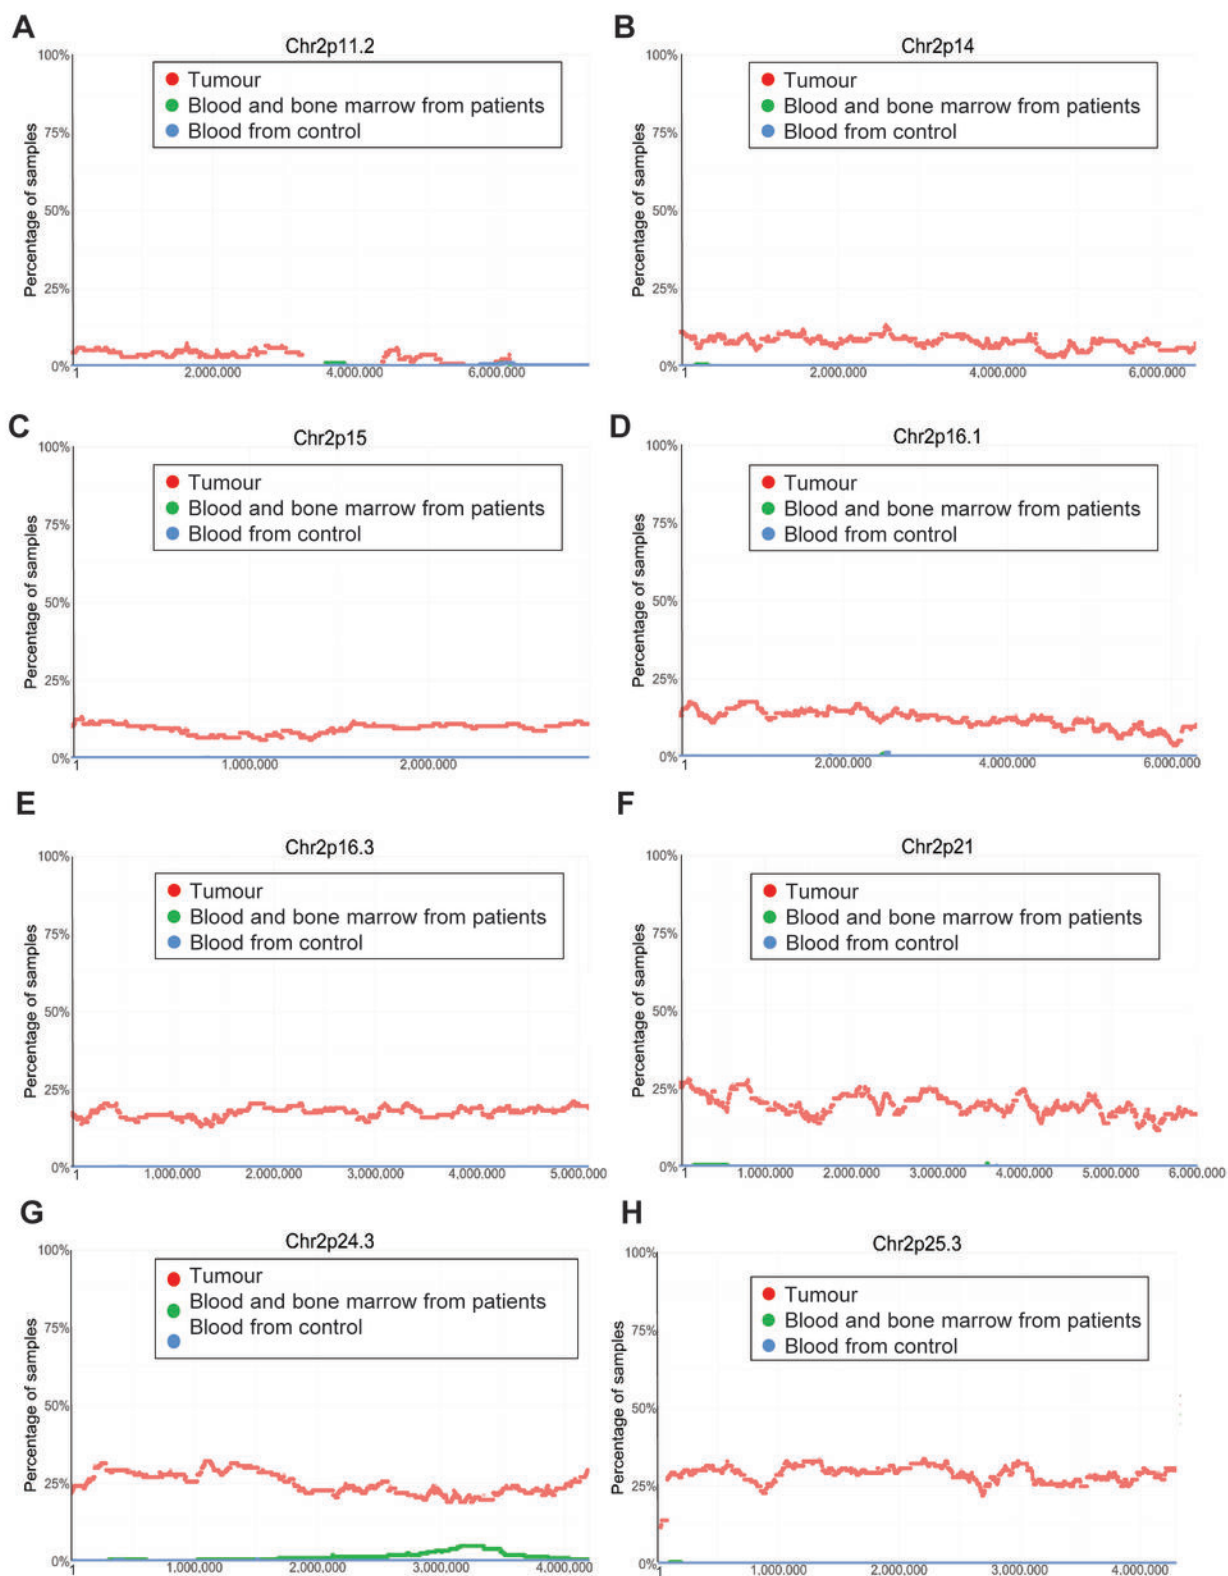 A
Chr2p11.2
100%
Tumour
Blood and bone marrow from patients
Blood from control
75%
50%
25%
0%
Percentage of samples
1
2,000,000
4,000,000
6,000,000
B
Chr2p14
100%
Tumour
Blood and bone marrow from patients
Blood from control
75%
50%
25%
0%
Percentage of samples
1
2,000,000
4,000,000
6,000,000
C
Chr2p15
100%
Tumour
Blood and bone marrow from patients
Blood from control
75%
50%
25%
0%
Percentage of samples
1
1,000,000
2,000,000
D
Chr2p16.1
100%
Tumour
Blood and bone marrow from patients
Blood from control
75%
50%
25%
0%
Percentage of samples
1
2,000,000
4,000,000
6,000,000
E
Chr2p16.3
100%
Tumour
Blood and bone marrow from patients
Blood from control
75%
50%
25%
0%
Percentage of samples
1
1,000,000
2,000,000
3,000,000
4,000,000
5,000,000
F
Chr2p21
100%
Tumour
Blood and bone marrow from patients
Blood from control
75%
50%
25%
0%
Percentage of samples
1
1,000,000
2,000,000
3,000,000
4,000,000
5,000,000
6,000,000
G
Chr2p24.3
100%
Tumour
Blood and bone marrow from patients
Blood from control
75%
50%
25%
0%
Percentage of samples
1
1,000,000
2,000,000
3,000,000
4,000,000
H
Chr2p25.3
100%
Tumour
Blood and bone marrow from patients
Blood from control
75%
50%
25%
0%
Percentage of samples
1
1,000,000
2,000,000
3,000,000
4,000,000